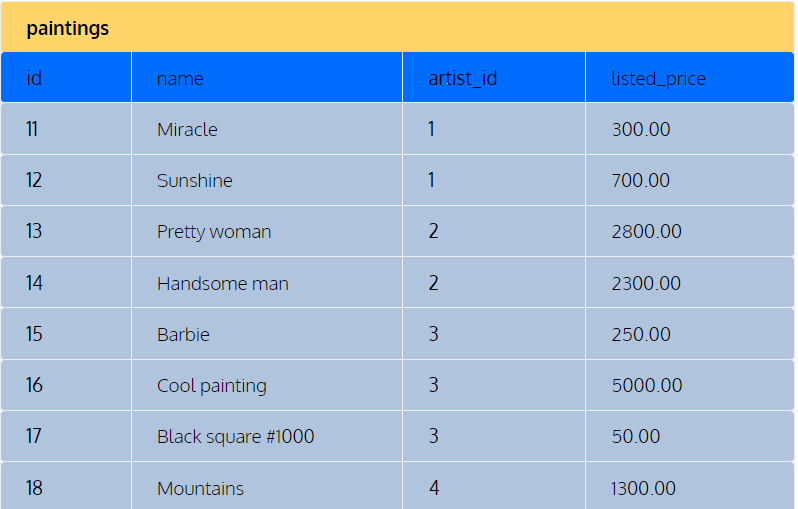 paintings
id name artist_id listed_price
11 Miracle 1 300.00
12 Sunshine 1 700.00
13 Pretty woman 2 2800.00
14 Handsome man 2 2300.00
15 Barbie 3 250.00
16 Cool painting 3 5000.00
17 Black square #1000 3 50.00
18 Mountains 4 1300.00